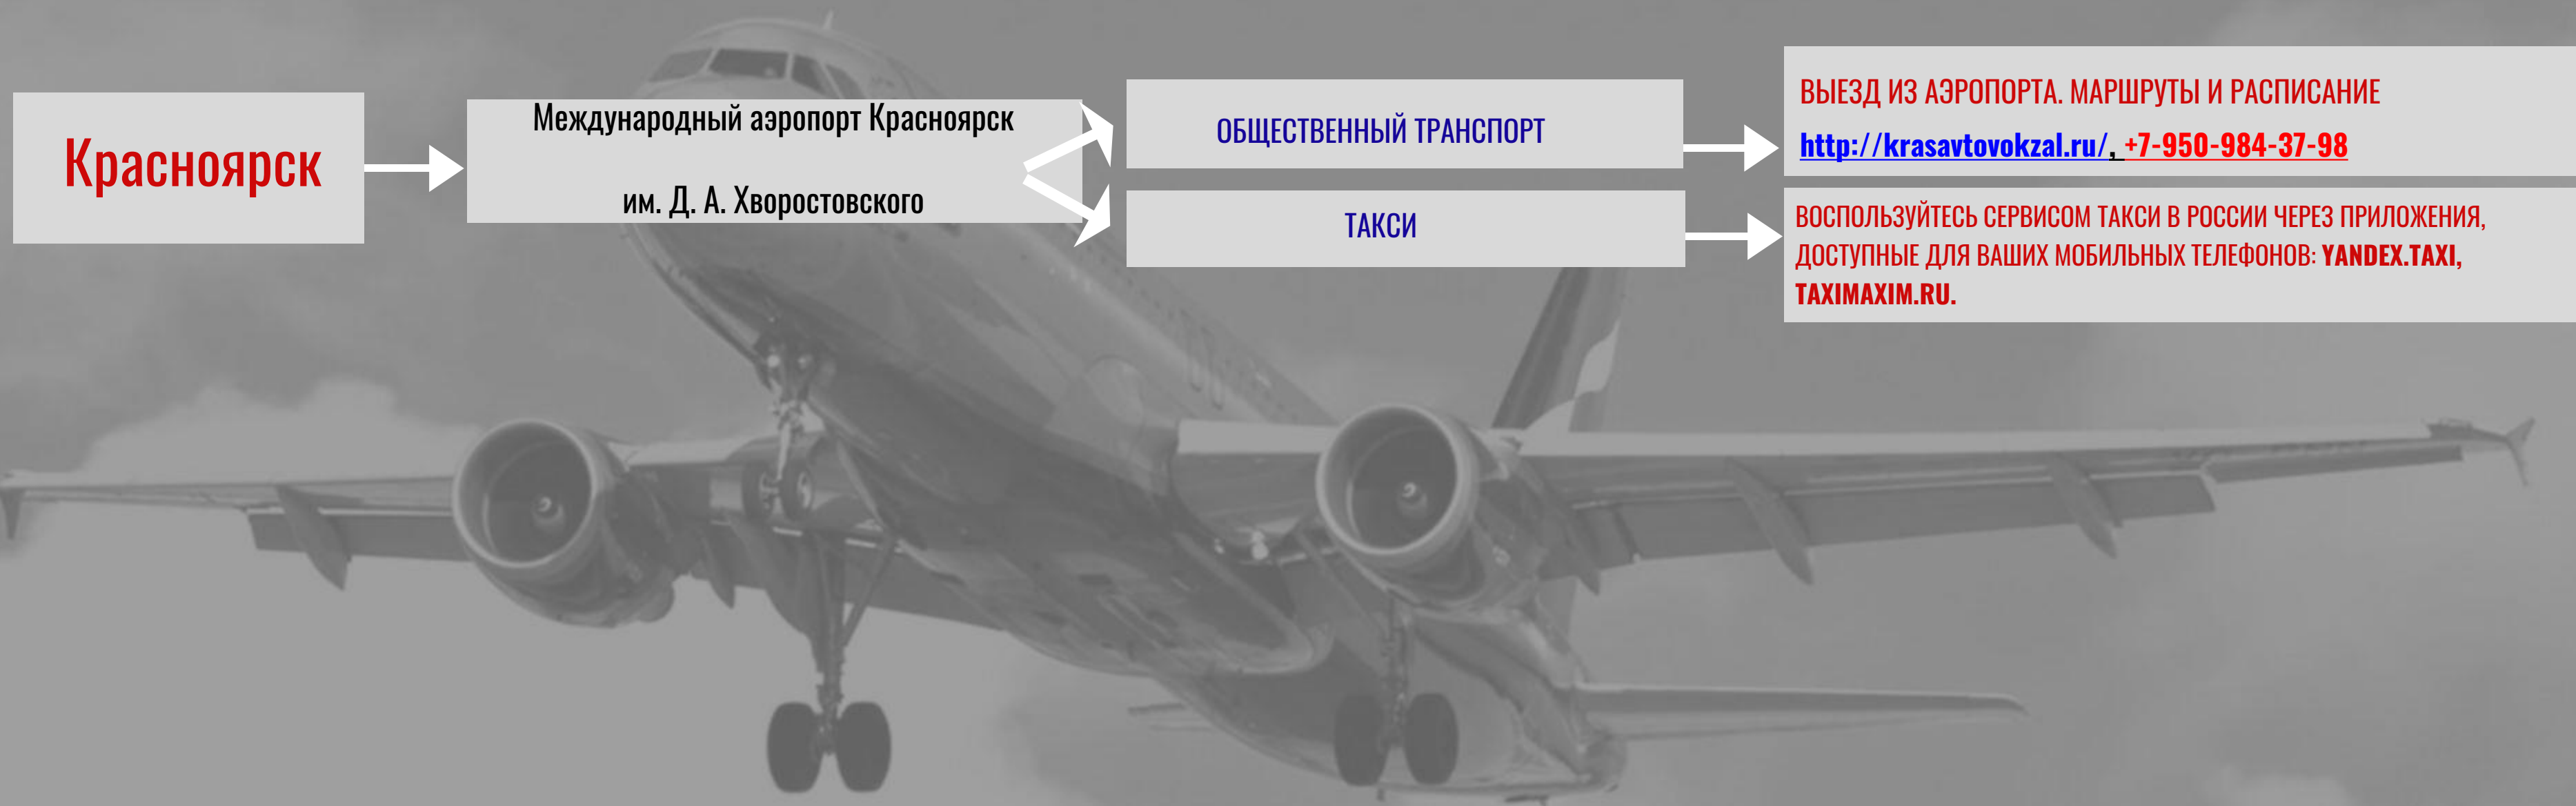 Красноярск
Международный аэропорт Красноярск
им. Д. А. Хворостовского
ОБЩЕСТВЕННЫЙ ТРАНСПОРТ
ВЫЕЗД ИЗ АЭРОПОРТА. МАРШРУТЫ И РАСПИСАНИЕ
http://krasavtovokzal.ru/, +7-950-984-37-98
ТАКСИ
ВОСПОЛЬЗУЙТЕСЬ СЕРВИСОМ ТАКСИ В РОССИИ ЧЕРЕЗ ПРИЛОЖЕНИЯ,
ДОСТУПНЫЕ ДЛЯ ВАШИХ МОБИЛЬНЫХ ТЕЛЕФОНОВ: YANDEX.TAXI,
TAXIMAXIM.RU.